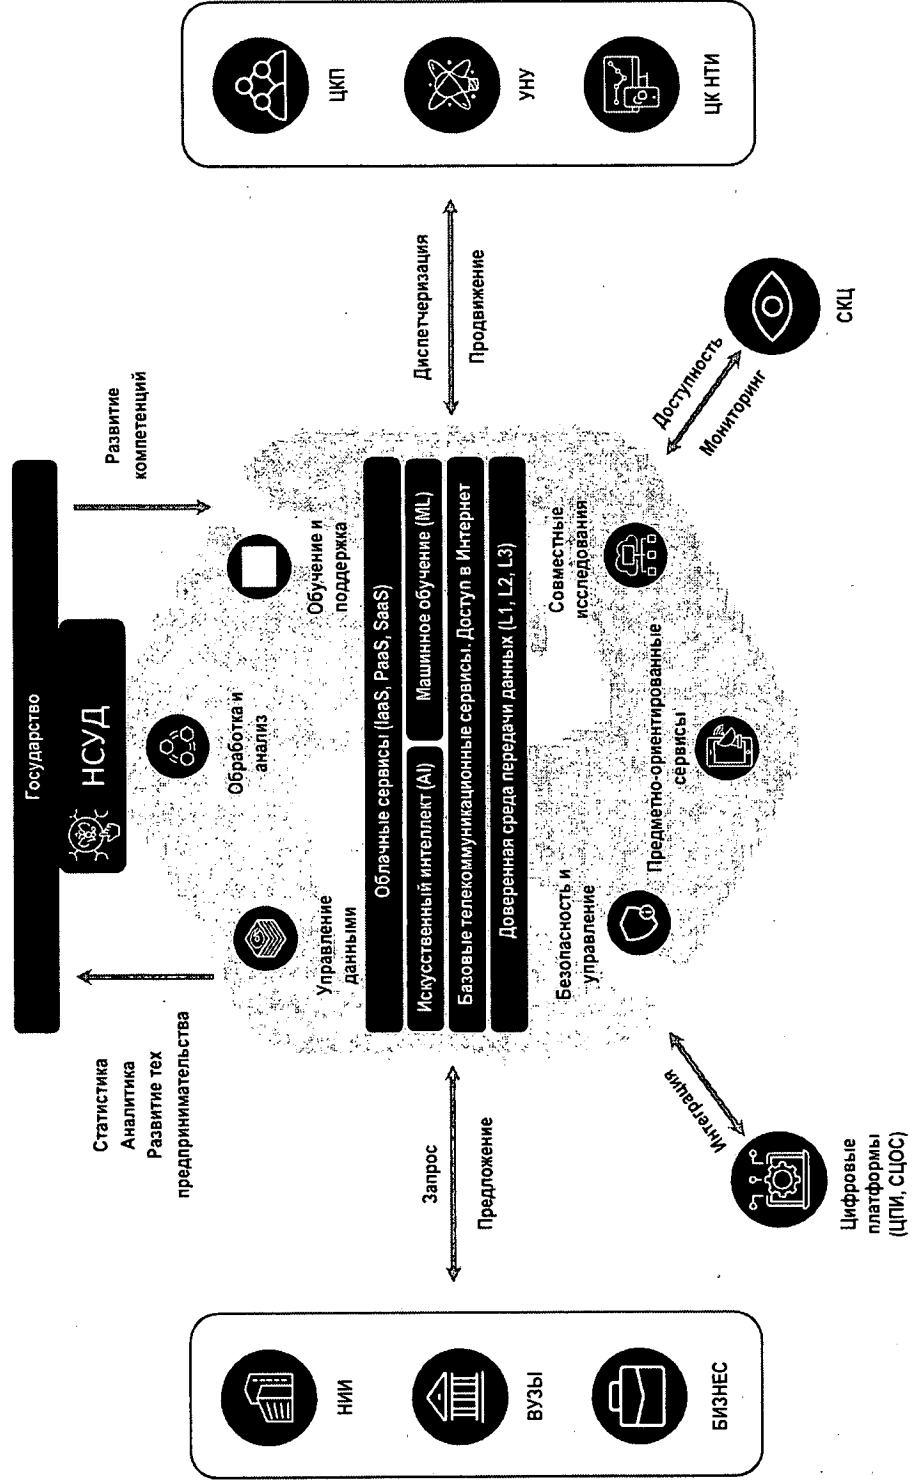 Государство
НСУД
Статистика
Аналитика
Развитие тех
предпринимательства
Развитие
компетенций
Управление
данными
Обработка и
анализ
Обучение и
поддержка
НИИ
ВУЗЫ
БИЗНЕС
Запрос
Предложение
Облачные сервисы (IaaS, PaaS, SaaS)
Искусственный интеллект (AI)
Машинное обучение (ML)
Базовые телекоммуникационные сервисы, Доступ в Интернет
Доверенная среда передачи данных (L1, L2, L3)
Диспетчеризация
Продвижение
ЦКП
УНУ
ЦК НТИ
Безопасность и
управление
Предметно-ориентированные
сервисы
Совместные
исследования
Интеграция
Цифровые
платформы
(ЦПИ, СЦОС)
Доступность
Мониторинг
СКЦ